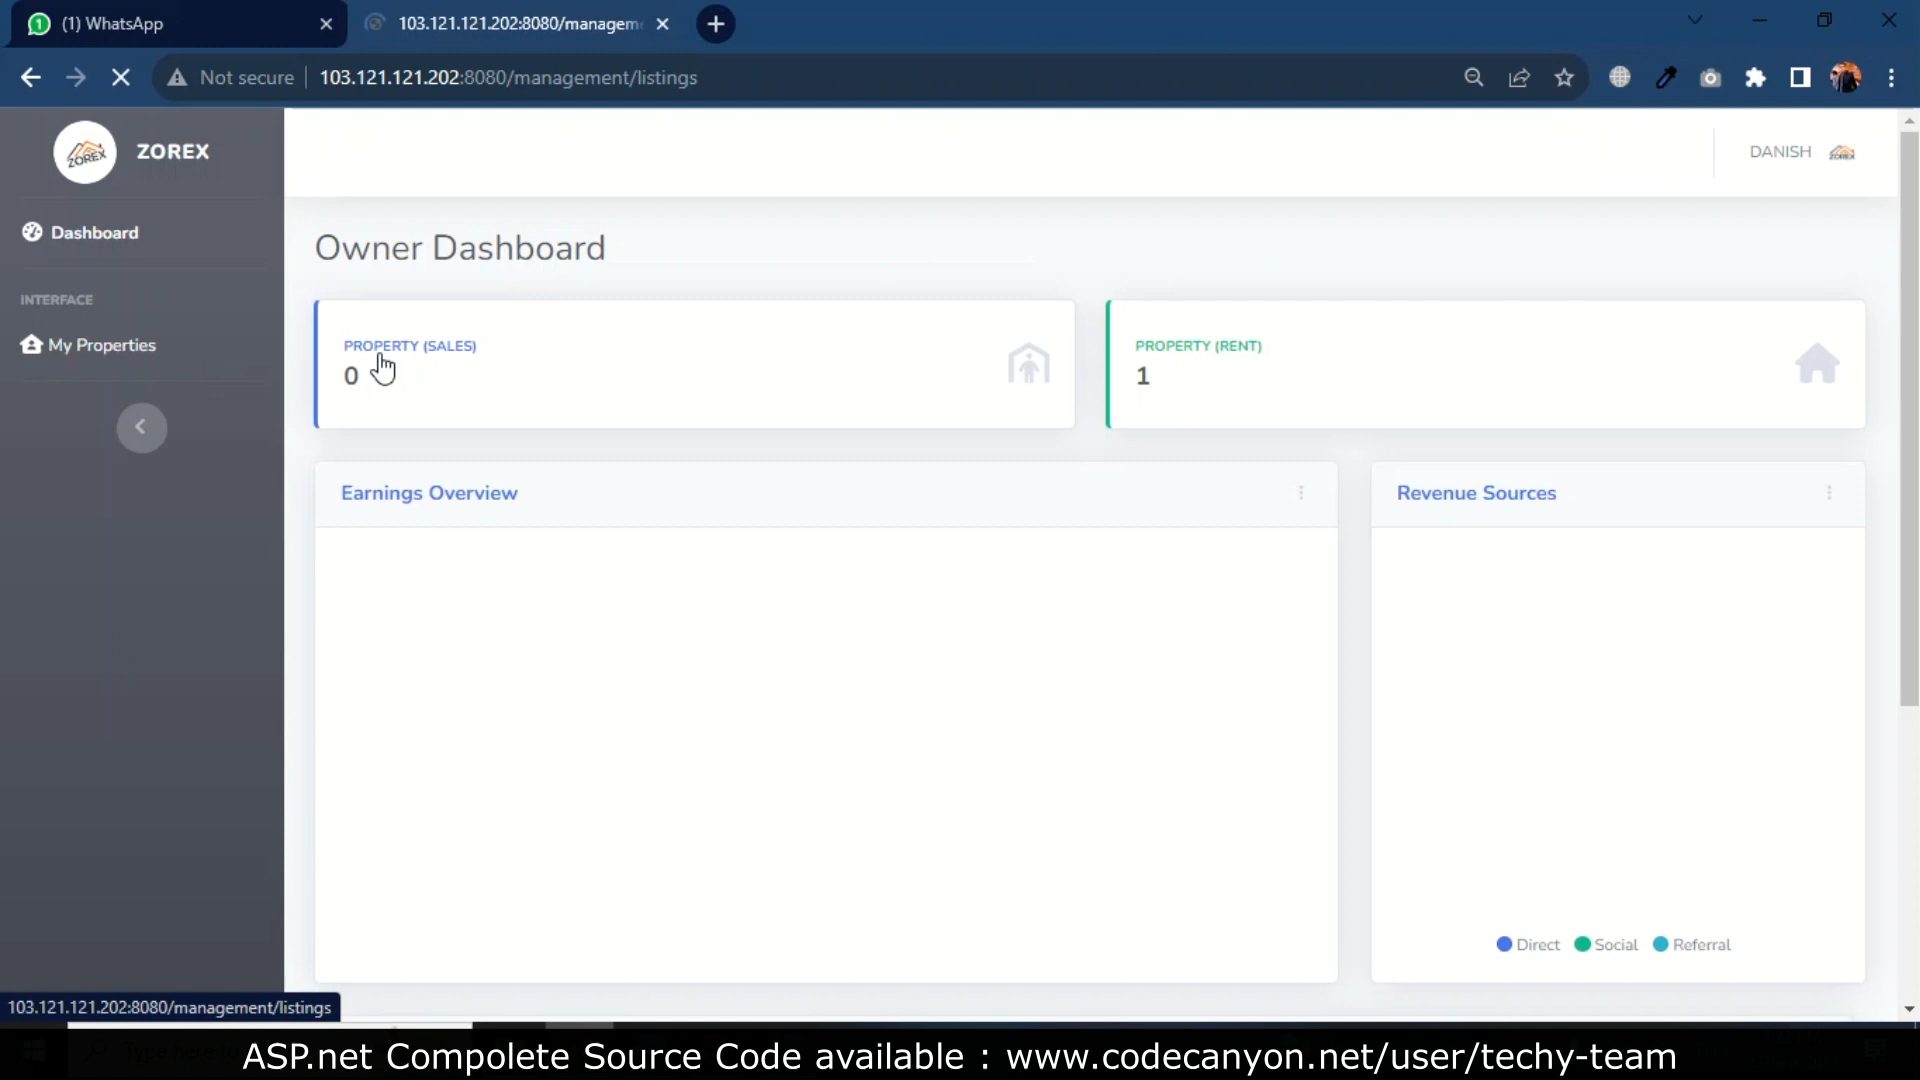 (1) WhatsApp
103.121.121.202:8080/managem
Not secure
103.121.121.202:8080/management/listings
ZOREX
ZOREX
DANISH
ZOREX
Dashboard
Owner Dashboard
INTERFACE
My Properties
PROPERTY (SALES)
0
PROPERTY (RENT)
1
Earnings Overview
Revenue Sources
Direct
Social
Referral
103.121.121.202:8080/management/listings
ASP.net Compolete Source Code available : www.codecanyon.net/user/techy-team